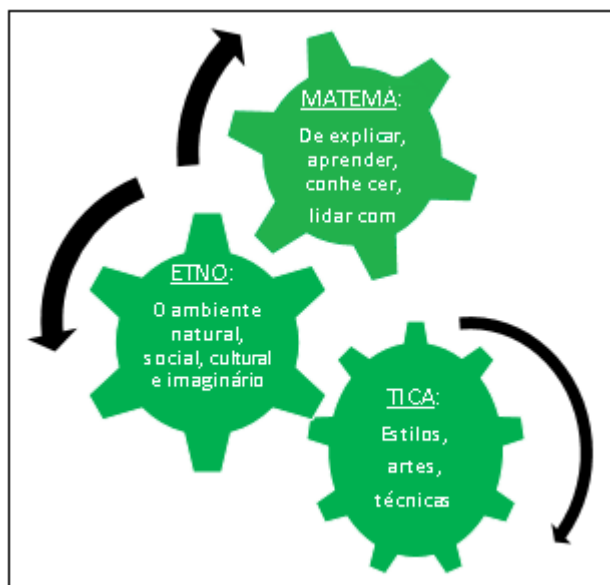 MATEMA:
De explicar,
aprender,
conhe cer,
lidar com
ETNO:
O ambiente
natural,
social, cultural
e imaginário
TICA:
Estilos,
artes,
técnicas